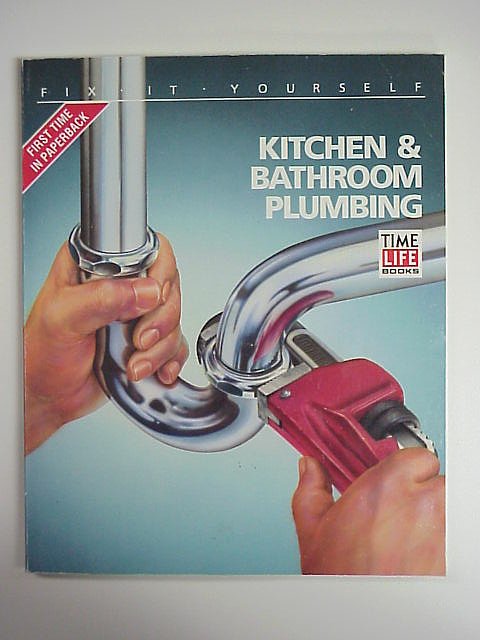 FIX · IT · YOURSELF
FIRST TIME
IN PAPERBACK
KITCHEN &
BATHROOM
PLUMBING
TIME
LIFE
BOOKS